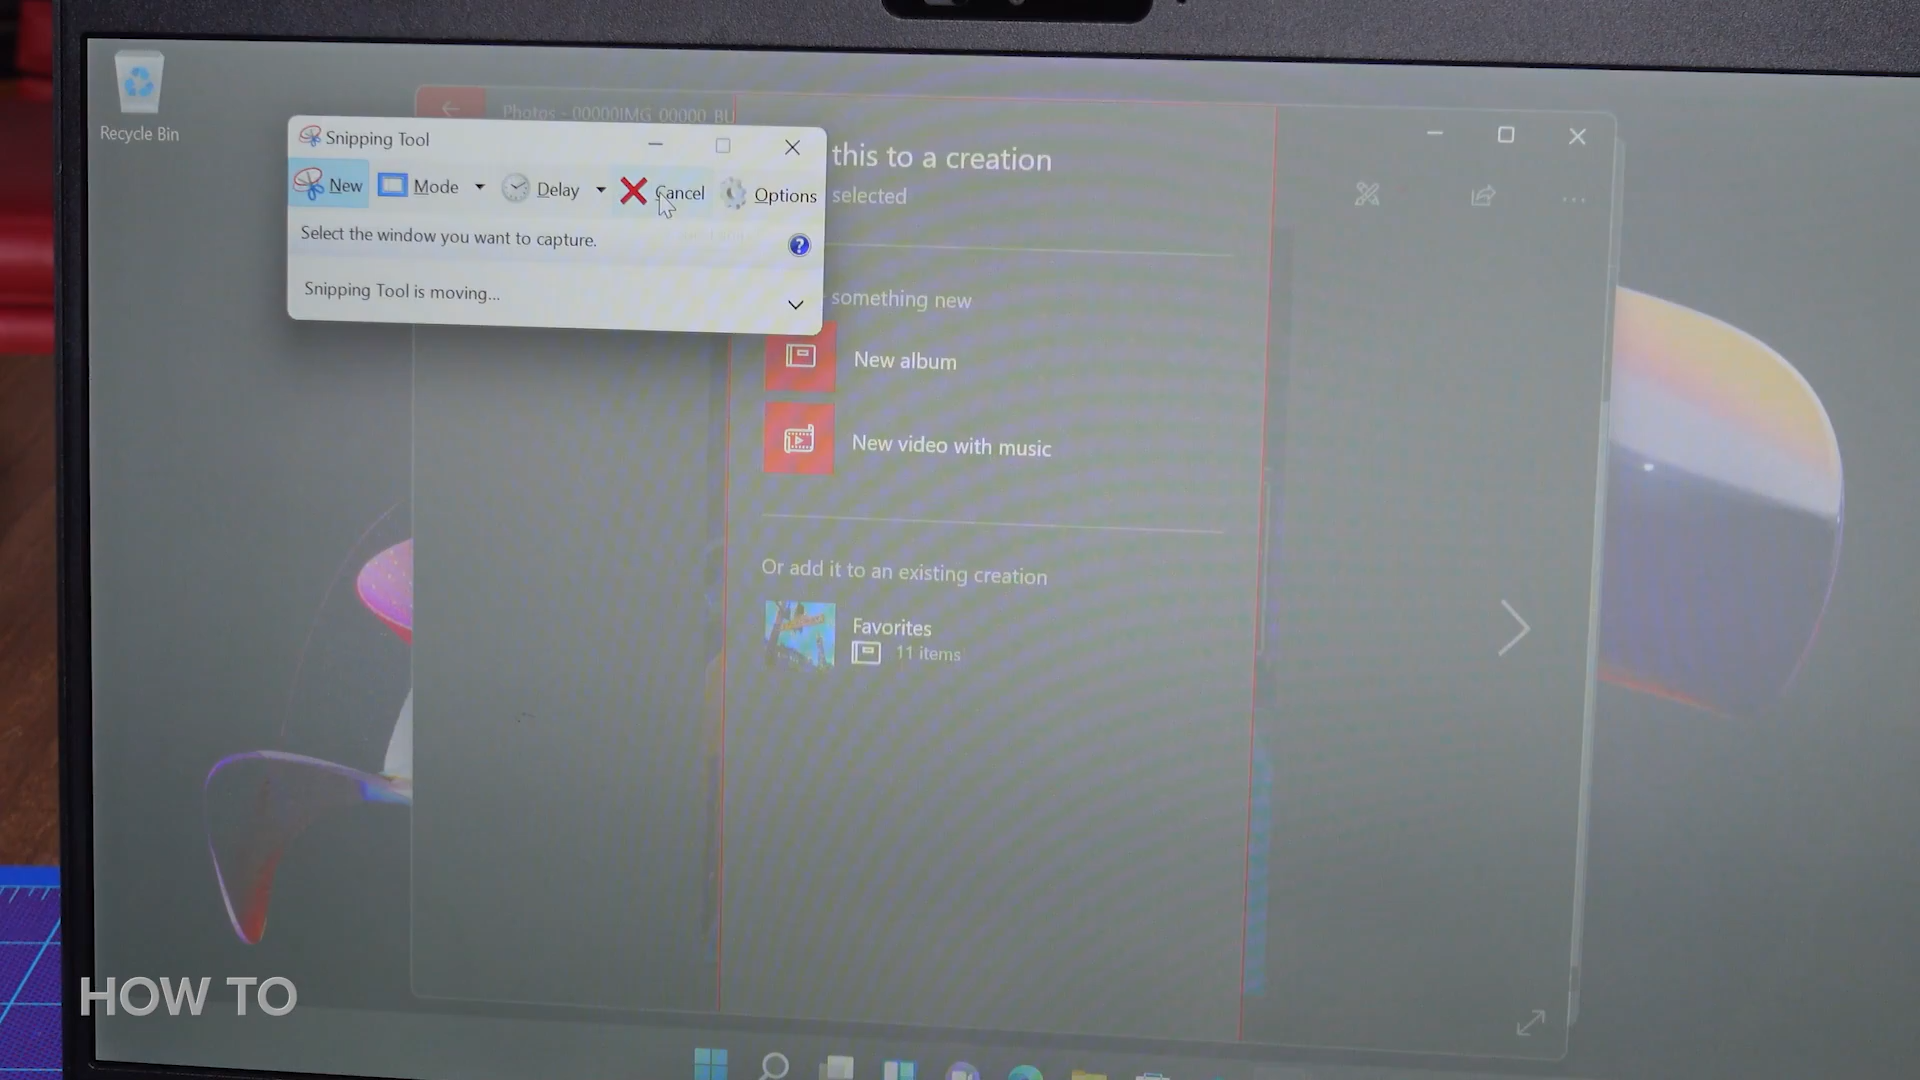 Recycle Bin
Photos - 00000IMG_00000_BU
Snipping Tool
New
Mode
Delay
Cancel
Options
Select the window you want to capture.
Snipping Tool is moving...
this to a creation
selected
something new
New album
New video with music
Or add it to an existing creation
Favorites
11 items
HOW TO